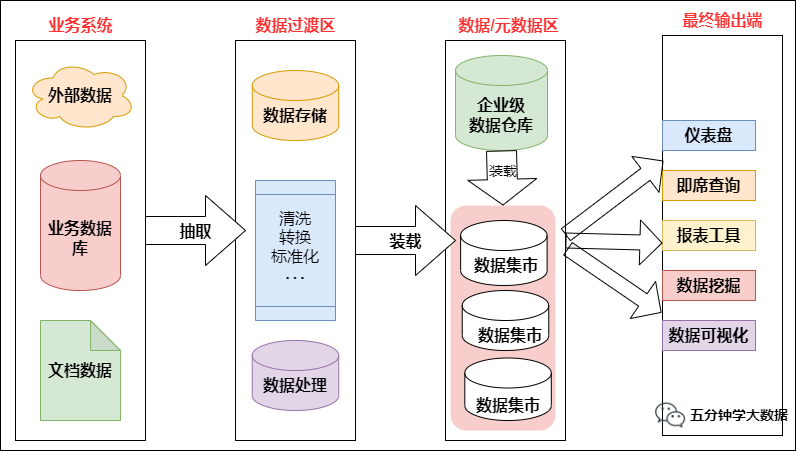 业务系统
外部数据
业务数据
库
文档数据
抽取
数据过渡区
数据存储
清洗
转换
标准化
...
数据处理
装载
数据/元数据区
企业级
数据仓库
装载
数据集市
数据集市
数据集市
最终输出端
仪表盘
即席查询
报表工具
数据挖掘
数据可视化
五分钟学大数据